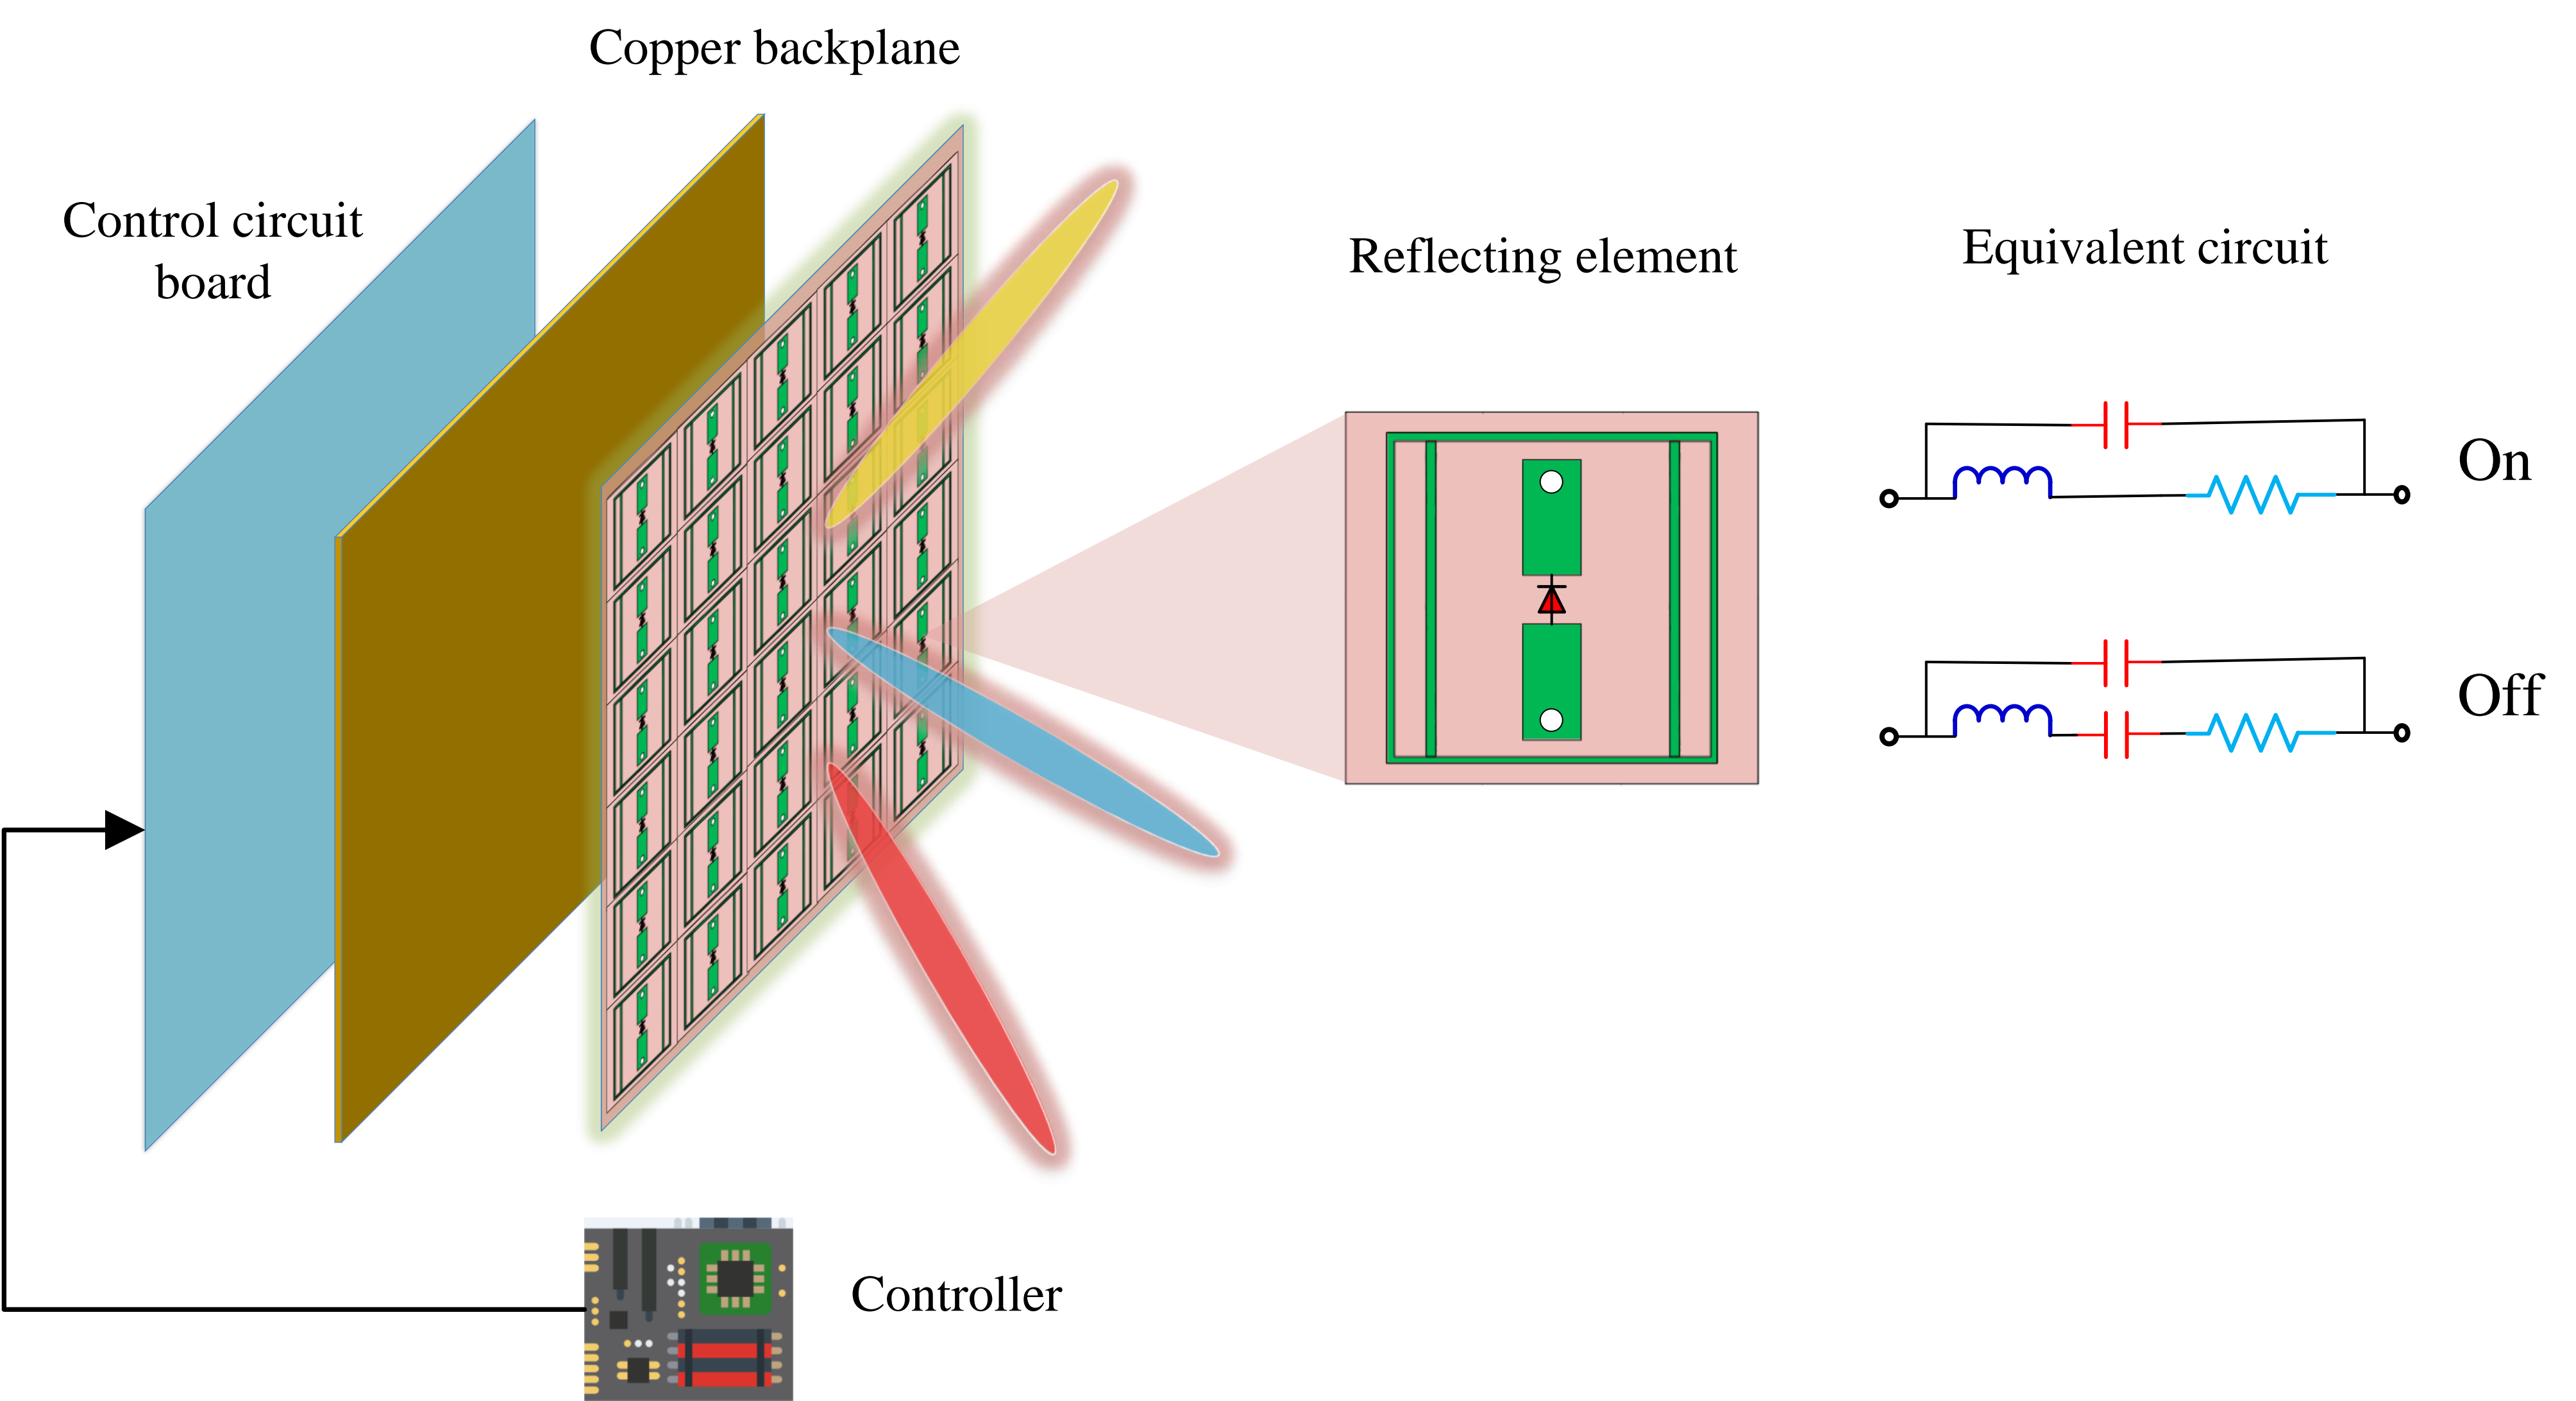 Copper backplane
Control circuit
board
Reflecting element
Equivalent circuit
On
Off
Controller